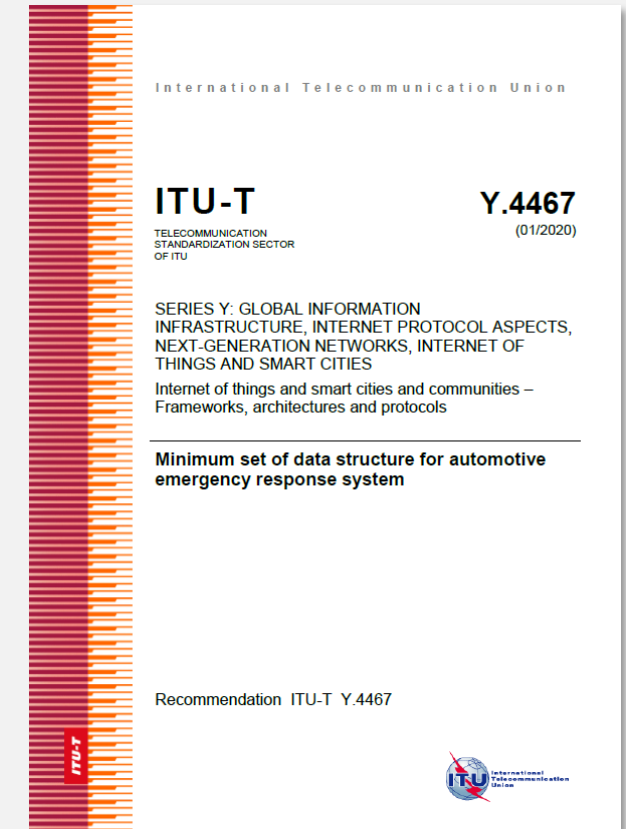 International Telecommunication Union
ITU-T
Y.4467
TELECOMMUNICATION
STANDARDIZATION SECTOR
OF ITU
(01/2020)
SERIES Y: GLOBAL INFORMATION
INFRASTRUCTURE, INTERNET PROTOCOL ASPECTS,
NEXT-GENERATION NETWORKS, INTERNET OF
THINGS AND SMART CITIES
Internet of things and smart cities and communities –
Frameworks, architectures and protocols
Minimum set of data structure for automotive
emergency response system
Recommendation ITU-T Y.4467
ITU-T
ITU
International
Telecommunication
Union